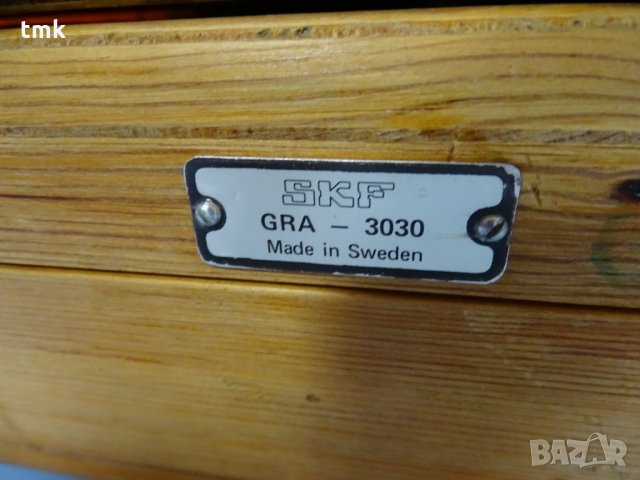 tmk
SKF
GRA – 3030
Made in Sweden
BAZAR